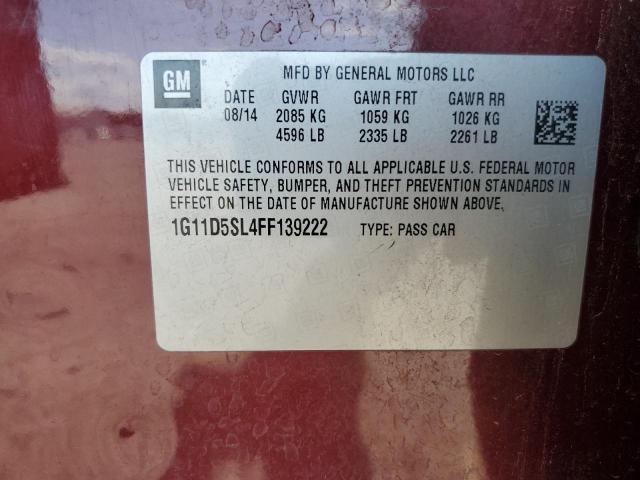 GM
MFD BY GENERAL MOTORS LLC
DATE GVWR GAWR FRT GAWR RR
08/14 2085 KG 1059 KG 1026 KG
4596 LB 2335 LB 2261 LB
THIS VEHICLE CONFORMS TO ALL APPLICABLE U.S. FEDERAL MOTOR
VEHICLE SAFETY, BUMPER, AND THEFT PREVENTION STANDARDS IN
EFFECT ON THE DATE OF MANUFACTURE SHOWN ABOVE.
1G11D5SL4FF139222 TYPE: PASS CAR